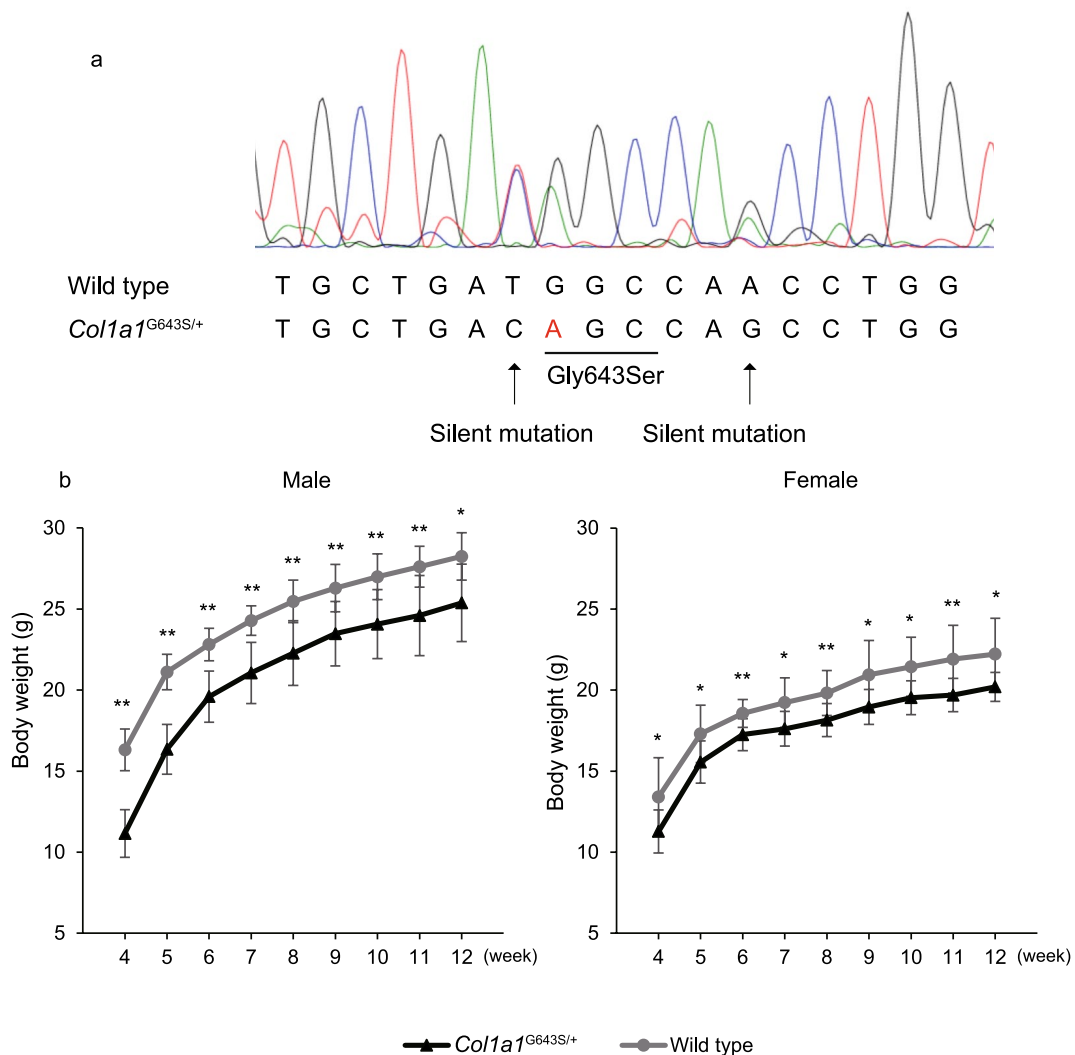 a
Wild type T G C T G A T G G C C A A C C T G G
Col1a1G643S/+ T G C T G A C A G C C A G C C T G G
Gly643Ser
Silent mutation Silent mutation
b Male Female
Body weight (g)
30
25
20
15
10
5
** ** ** ** ** ** ** ** *
4 5 6 7 8 9 10 11 12 (week)
Body weight (g)
30
25
20
15
10
5
* * ** * ** * * ** *
4 5 6 7 8 9 10 11 12 (week)
Col1a1G643S/+ Wild type